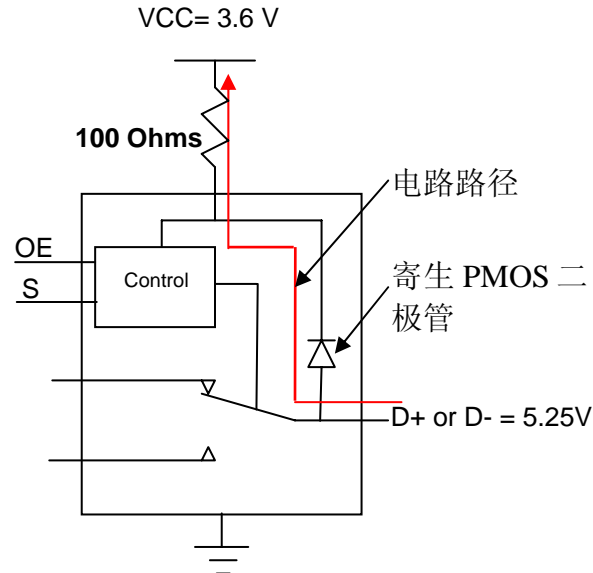 VCC= 3.6 V
100 Ohms
电路路径
OE
Control
S
寄生 PMOS 二
极管
D+ or D- = 5.25V